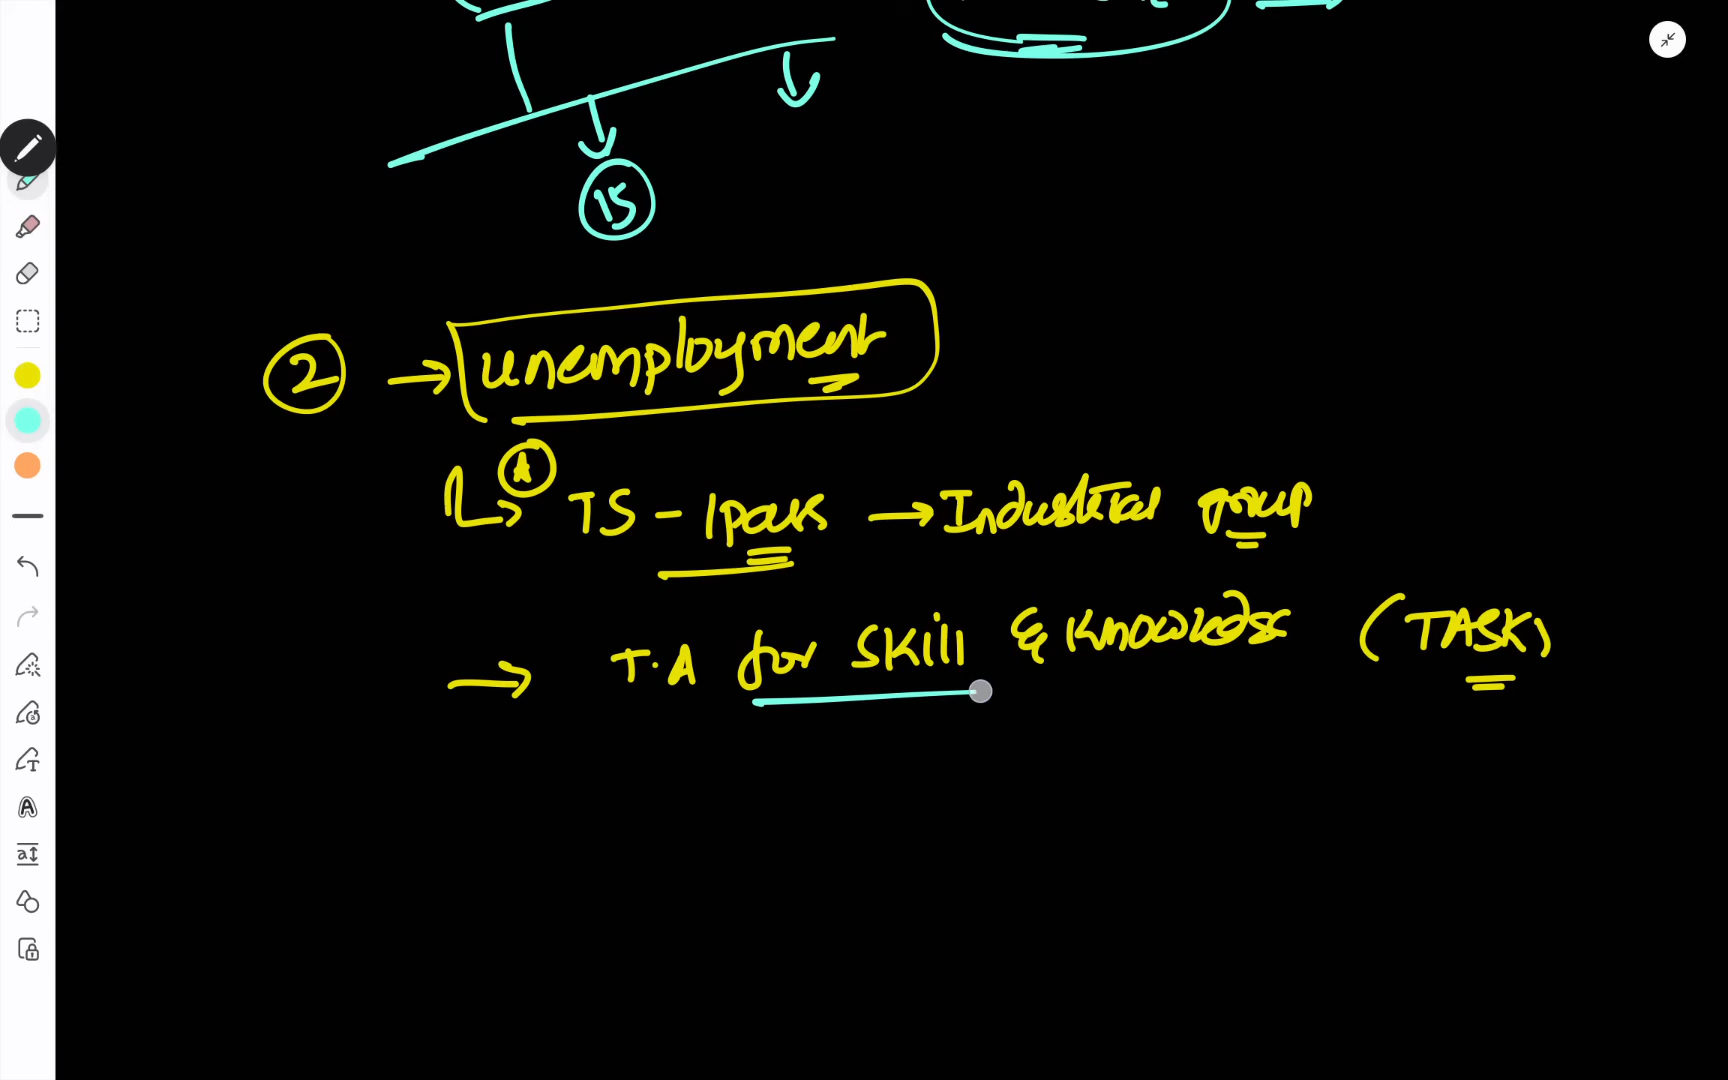 15
2 → unemployment
A
TS - Ipass → Industrial group
→ T.A for Skill & Knowledge (TASK)